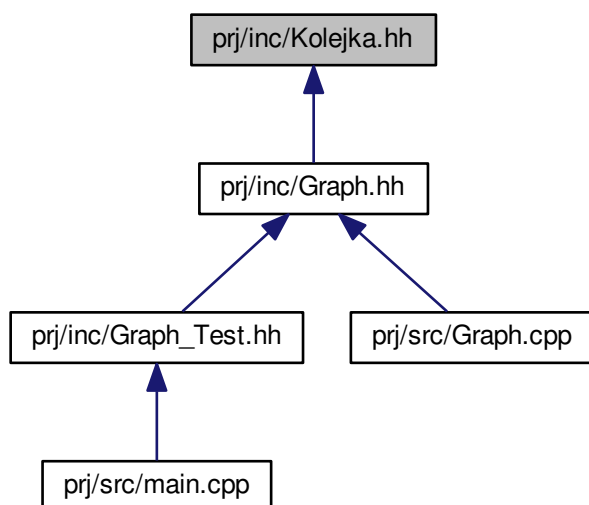 prj/inc/Kolejka.hh
prj/inc/Graph.hh
prj/inc/Graph_Test.hh
prj/src/Graph.cpp
prj/src/main.cpp